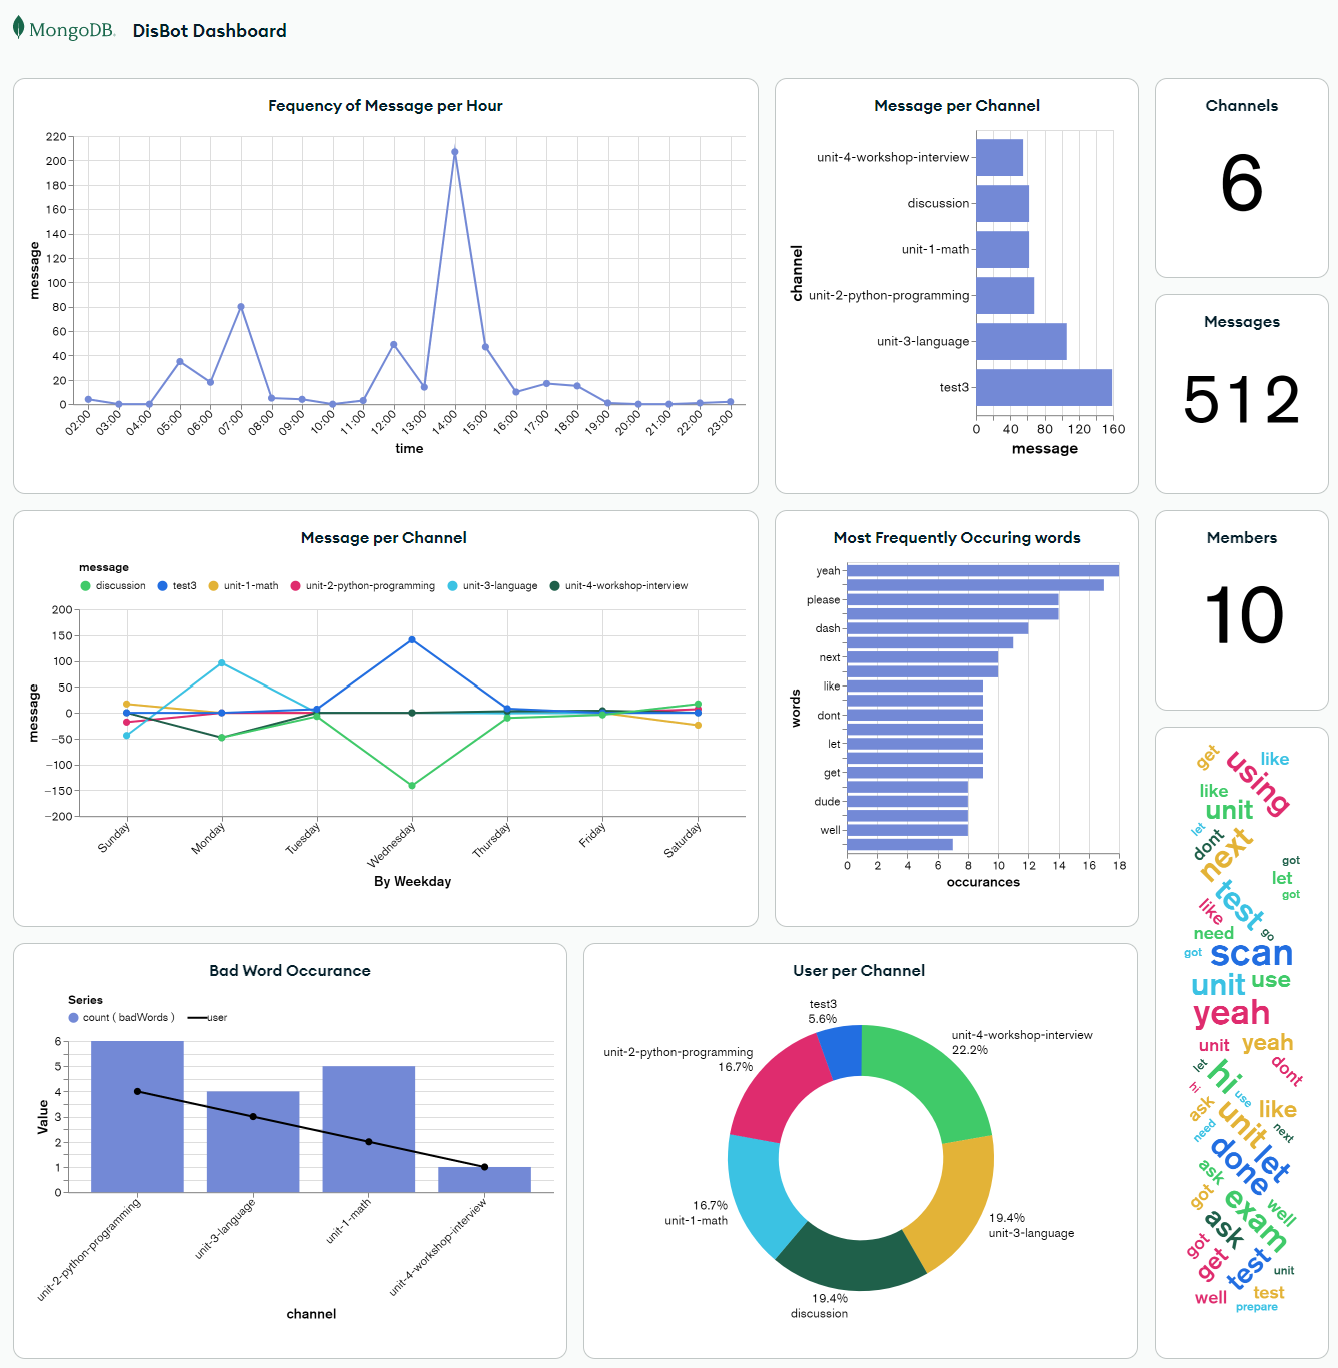 MongoDB. DisBot Dashboard
Fequency of Message per Hour
message
220
200
180
160
140
120
100
80
60
40
20
0
02:00 03:00 04:00 05:00 06:00 07:00 08:00 09:00 10:00 11:00 12:00 13:00 14:00 15:00 16:00 17:00 18:00 19:00 20:00 21:00 22:00 23:00
time
Message per Channel
channel
unit-4-workshop-interview
discussion
unit-1-math
unit-2-python-programming
unit-3-language
test3
0 40 80 120 160
message
Channels
6
Messages
512
Message per Channel
message
discussion test3 unit-1-math unit-2-python-programming unit-3-language unit-4-workshop-interview
message
200
150
100
50
0
−50
−100
−150
−200
Sunday Monday Tuesday Wednesday Thursday Friday Saturday
By Weekday
Most Frequently Occuring words
words
yeah
please
dash
next
like
dont
let
get
dude
well
0 2 4 6 8 10 12 14 16 18
occurances
Members
10
Bad Word Occurance
Series
count ( badWords ) user
Value
6
5
4
3
2
1
0
unit-2-python-programming unit-3-language unit-1-math unit-4-workshop-interview
channel
User per Channel
test3
5.6%
unit-4-workshop-interview
22.2%
unit-2-python-programming
16.7%
16.7%
unit-1-math
19.4%
unit-3-language
19.4%
discussion
get
using
like
like
unit
let
dont
next
got
let
got
test
like
go
need
got
scan
unit
use
yeah
unit
yeah
let
hi
dont
hi
use
ask
like
unit
next
need
done
let
ask
got
exam
well
ask
got
get
test
unit
well
test
prepare